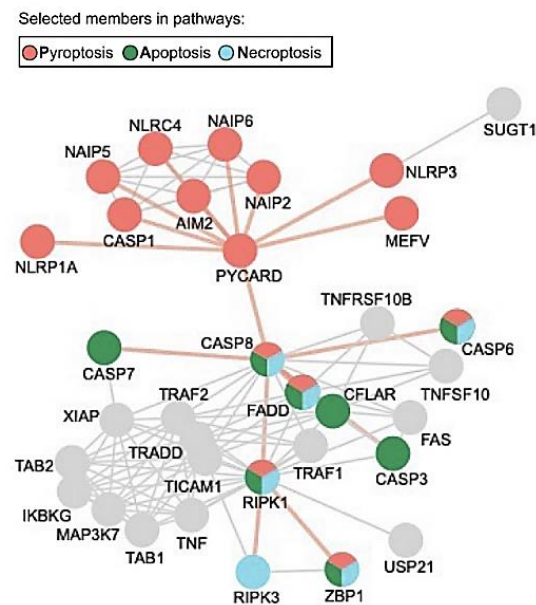 Selected members in pathways:
Pyroptosis Apoptosis Necroptosis
SUGT1
NLRC4 NAIP6
NAIP5 NLRP3
NAIP2
AIM2
CASP1 MEFV
NLRP1A PYCARD
TNFRSF10B
CASP8 CASP6
CASP7 TNFSF10
TRAF2 CFLAR
XIAP FADD
FAS
TRADD TRAF1
TAB2 TICAM1 CASP3
IKBKG RIPK1
MAP3K7 TNF
TAB1 USP21
RIPK3 ZBP1